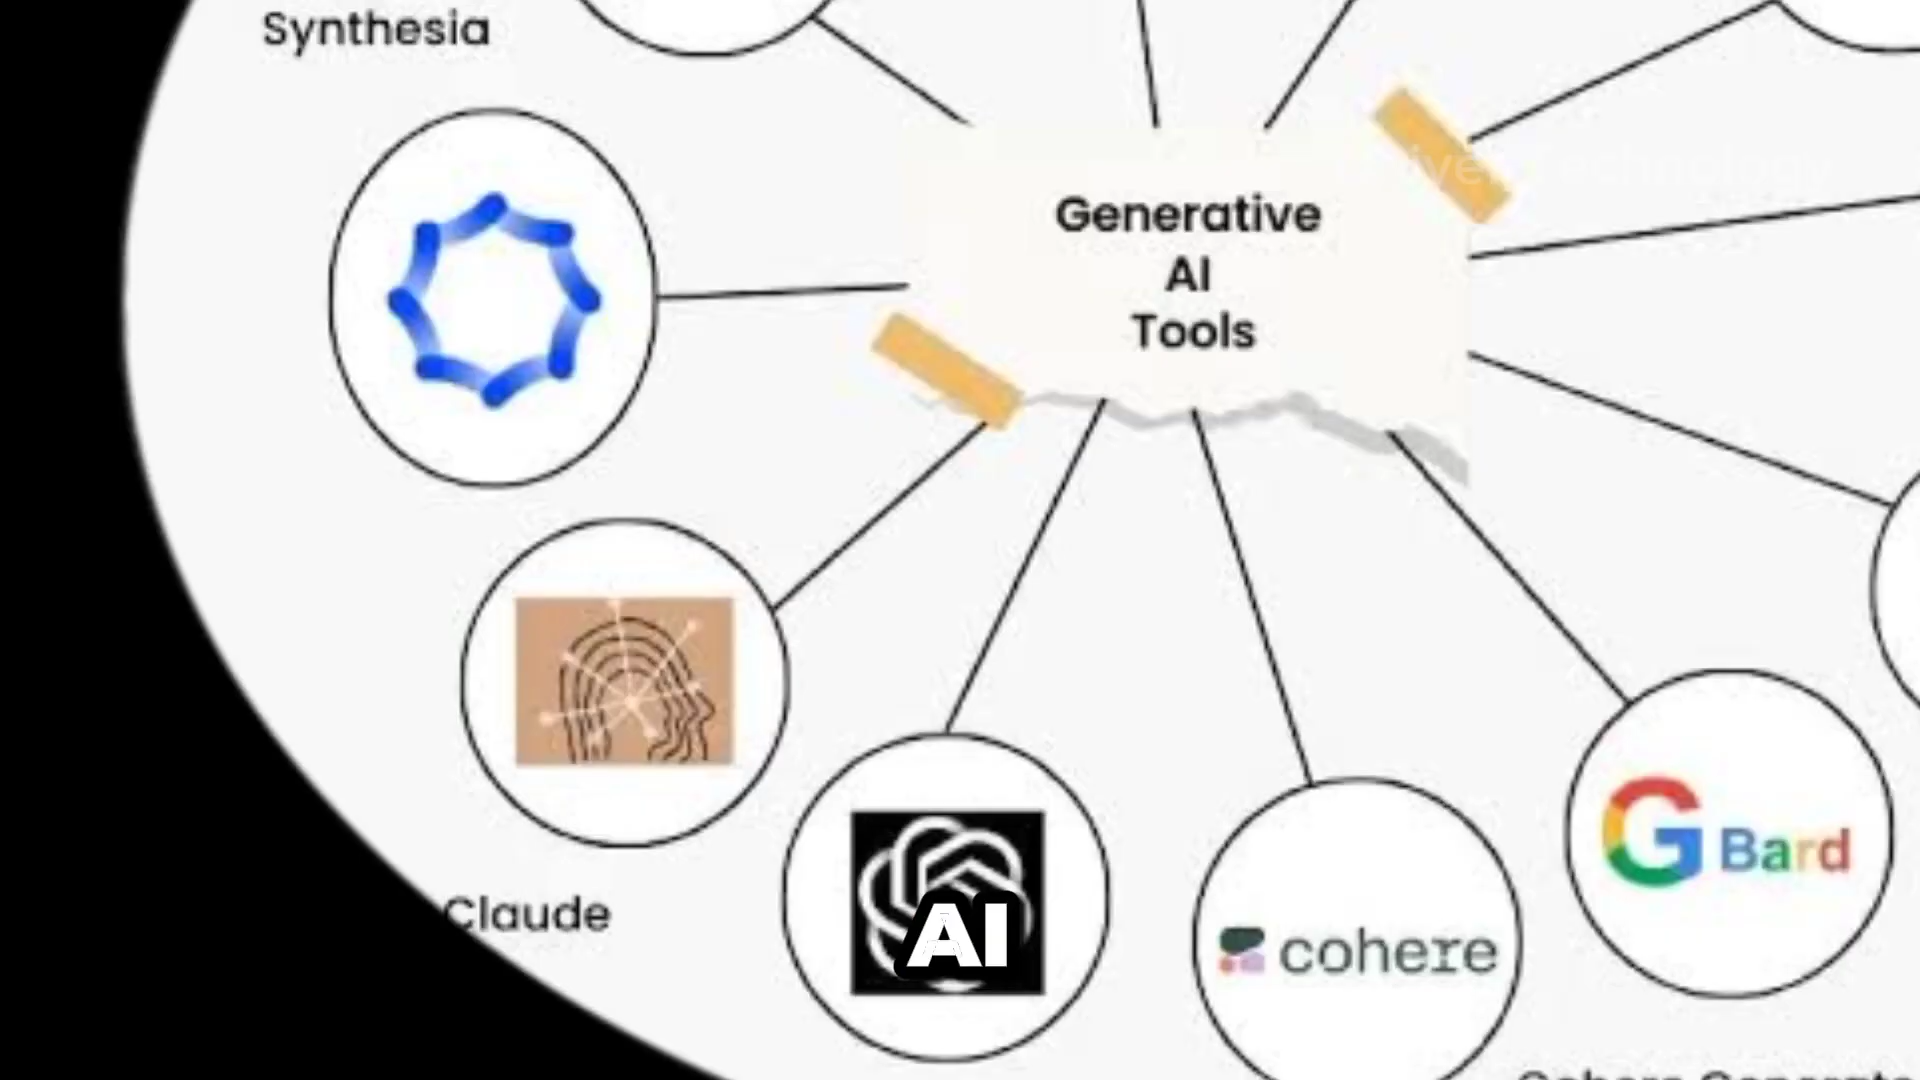 Synthesia
Generative
AI
Tools
Claude
AI
cohere
G Bard